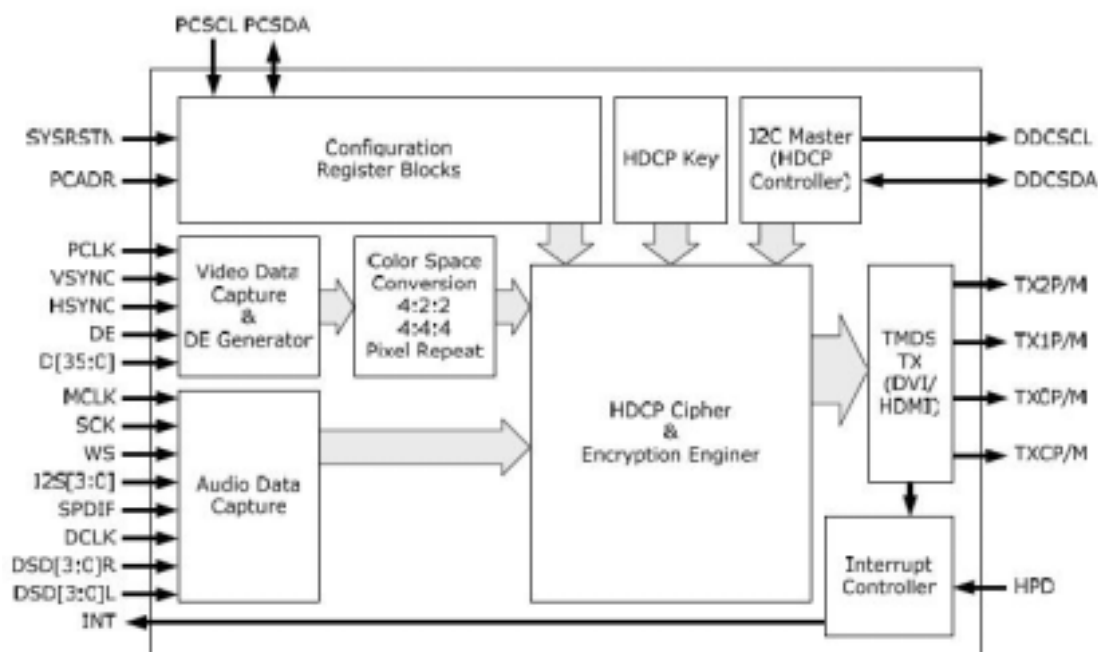 PCSCL PCSDA
SYSRSTN
PCADR
Configuration
Register Blocks
HDCP Key
I2C Master
(HDCP
Controller)
DDCSCL
DDCSDA
PCLK
VSYNC
HSYNC
DE
D[35:0]
Video Data
Capture
&
DE Generator
Color Space
Conversion
4:2:2
4:4:4
Pixel Repeat
HDCP Cipher
&
Encryption Enginer
TMDS
TX
(DVI/
HDMI)
TX2P/M
TX1P/M
TX0P/M
TXCP/M
MCLK
SCK
WS
I2S[3:0]
SPDIF
DCLK
DSD[3:0]R
DSD[3:0]L
Audio Data
Capture
Interrupt
Controller
HPD
INT